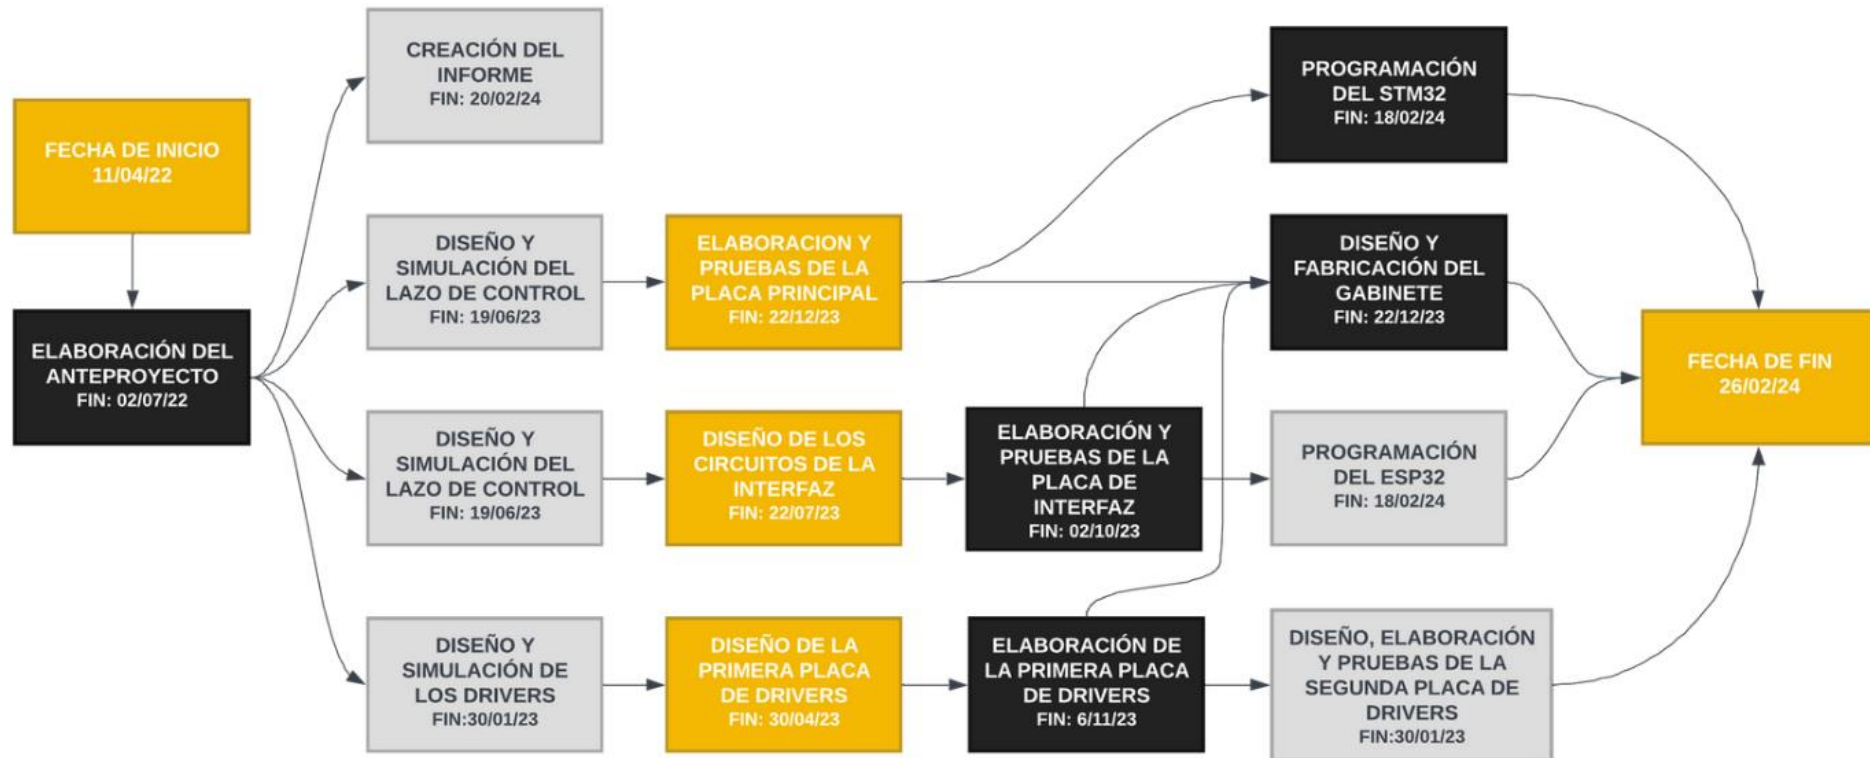 FECHA DE INICIO
11/04/22
ELABORACIÓN DEL
ANTEPROYECTO
FIN: 02/07/22
CREACIÓN DEL
INFORME
FIN: 20/02/24
DISEÑO Y
SIMULACIÓN DEL
LAZO DE CONTROL
FIN: 19/06/23
ELABORACION Y
PRUEBAS DE LA
PLACA PRINCIPAL
FIN: 22/12/23
PROGRAMACIÓN
DEL STM32
FIN: 18/02/24
DISEÑO Y
FABRICACIÓN DEL
GABINETE
FIN: 22/12/23
DISEÑO Y
SIMULACIÓN DEL
LAZO DE CONTROL
FIN: 19/06/23
DISEÑO DE LOS
CIRCUITOS DE LA
INTERFAZ
FIN: 22/07/23
ELABORACIÓN Y
PRUEBAS DE LA
PLACA DE
INTERFAZ
FIN: 02/10/23
PROGRAMACIÓN
DEL ESP32
FIN: 18/02/24
DISEÑO Y
SIMULACIÓN DE
LOS DRIVERS
FIN:30/01/23
DISEÑO DE LA
PRIMERA PLACA
DE DRIVERS
FIN: 30/04/23
ELABORACIÓN DE
LA PRIMERA PLACA
DE DRIVERS
FIN: 6/11/23
DISEÑO, ELABORACIÓN
Y PRUEBAS DE LA
SEGUNDA PLACA DE
DRIVERS
FIN:30/01/23
FECHA DE FIN
26/02/24